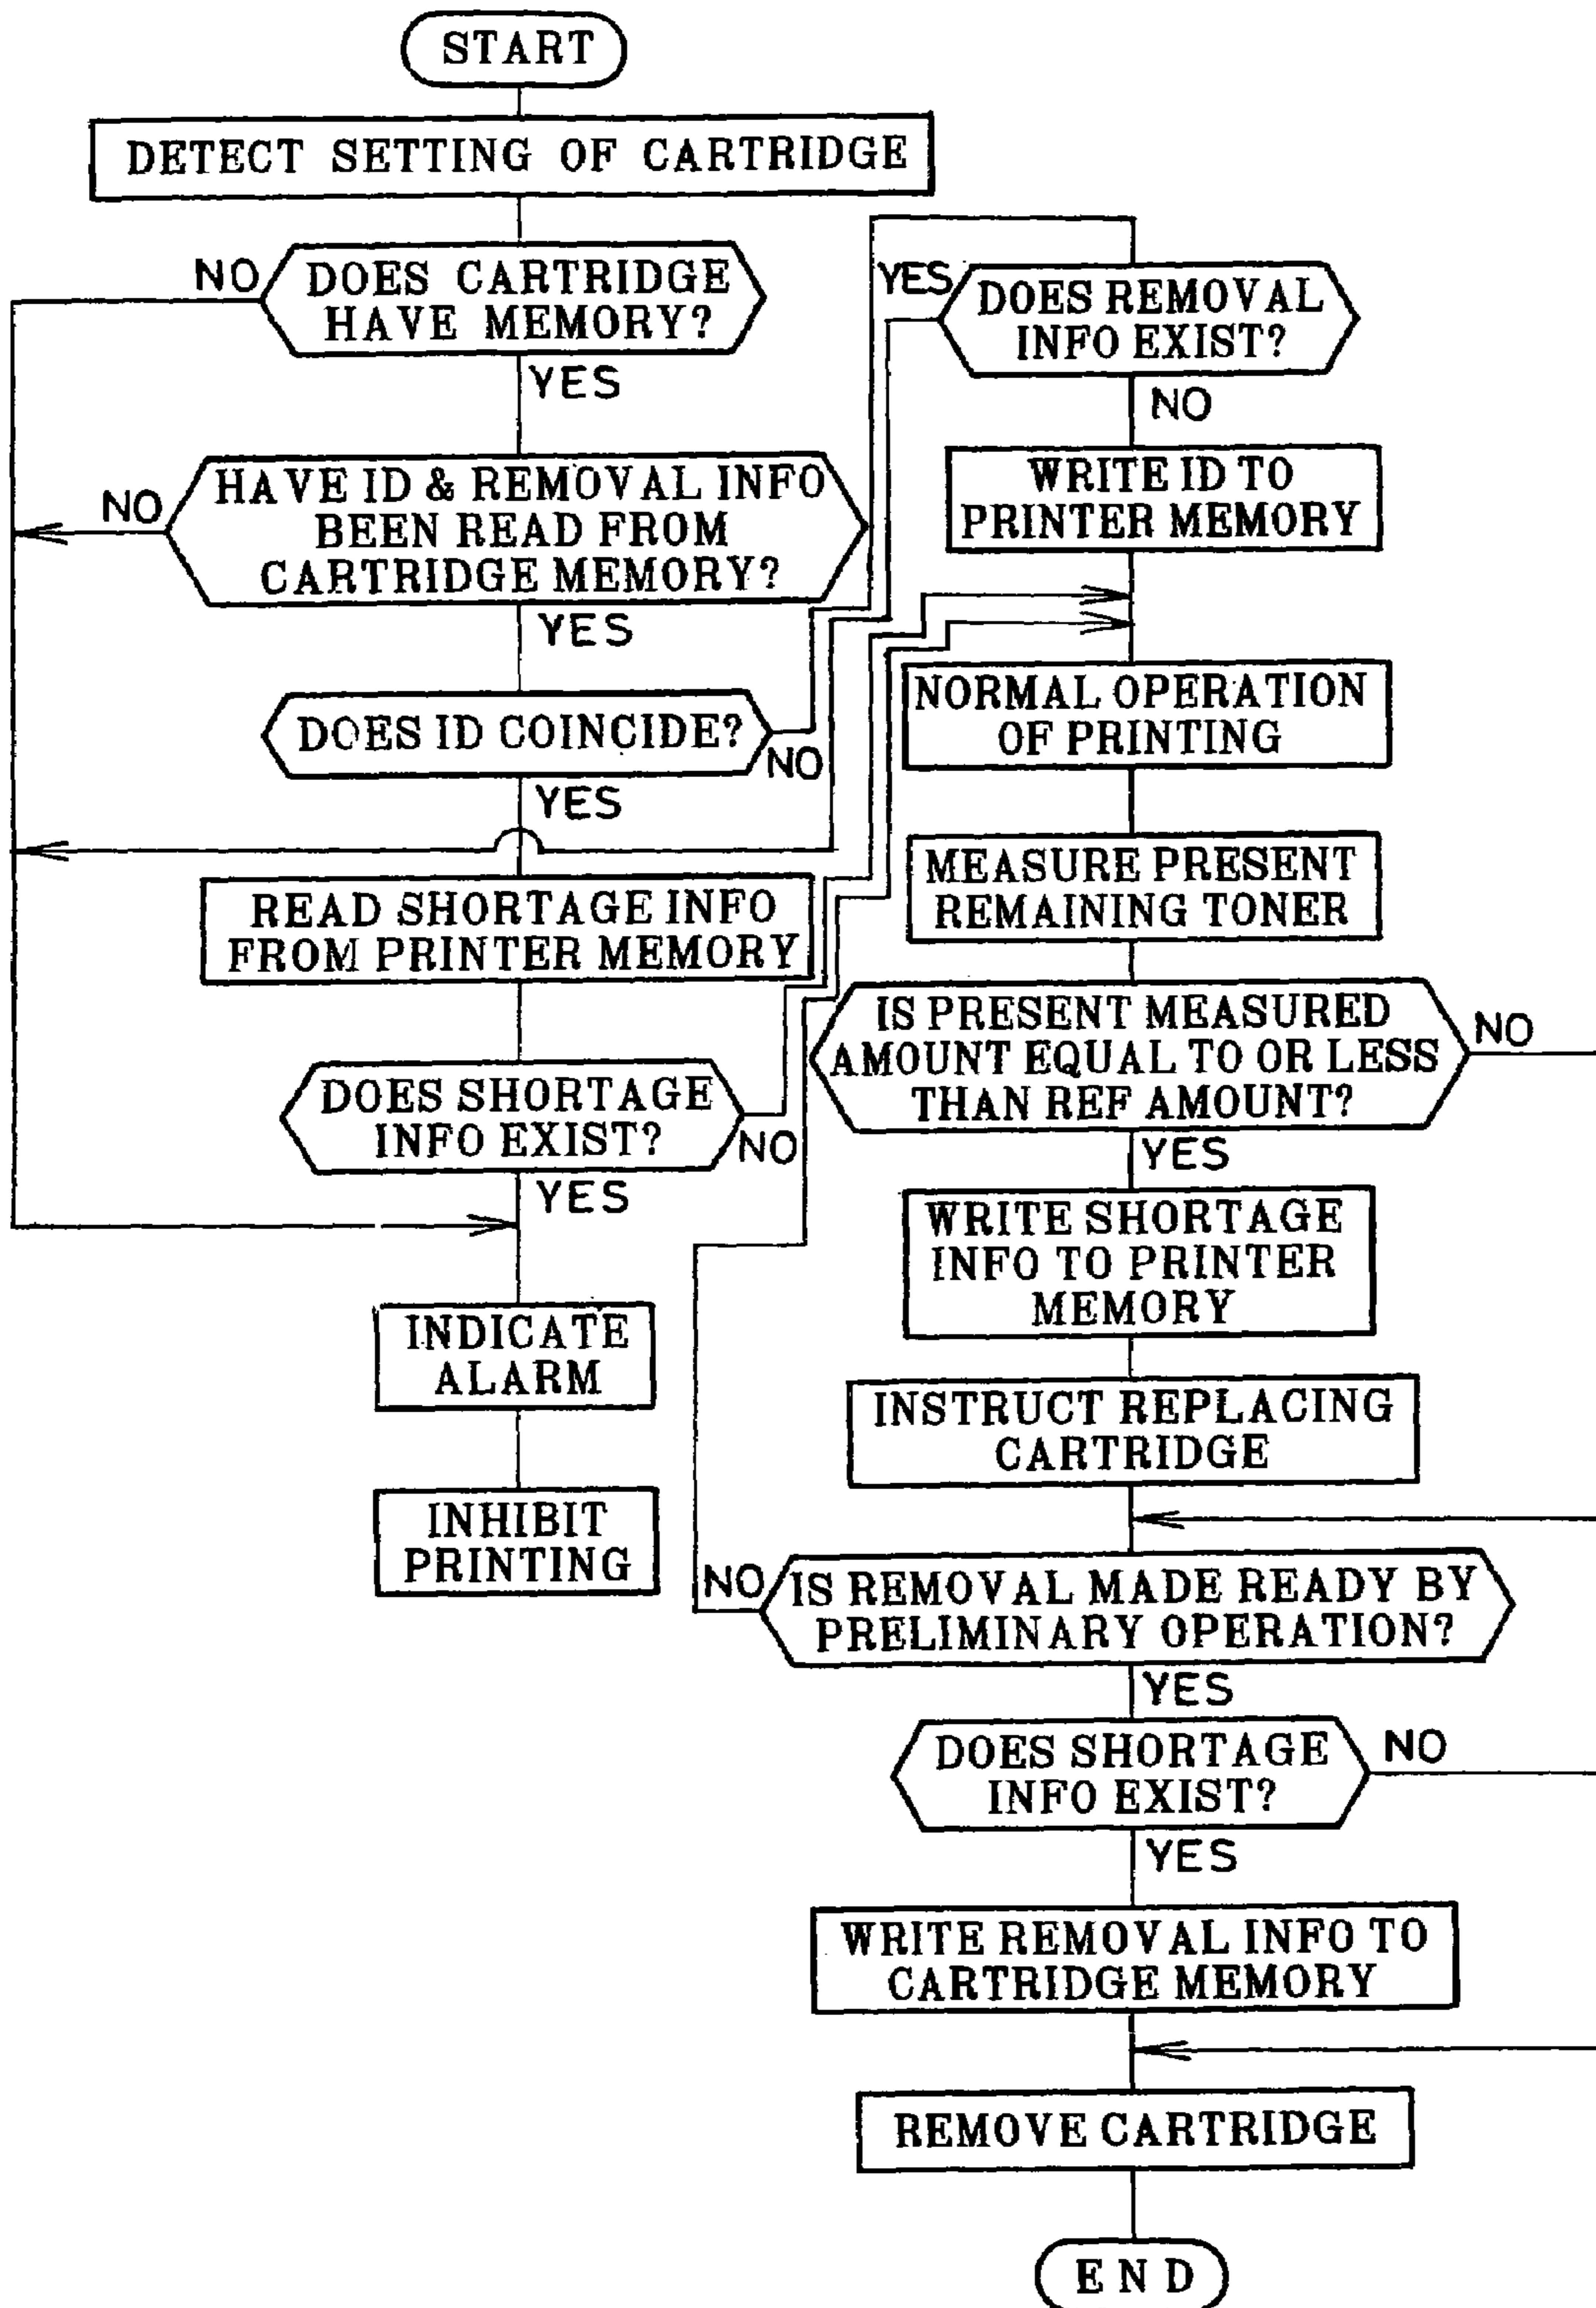 START
DETECT SETTING OF CARTRIDGE
NO
DOES CARTRIDGE
HAVE MEMORY?
YES
NO
HAVE ID & REMOVAL INFO
BEEN READ FROM
CARTRIDGE MEMORY?
YES
DOES ID COINCIDE?
NO
YES
READ SHORTAGE INFO
FROM PRINTER MEMORY
DOES SHORTAGE
INFO EXIST?
NO
YES
INDICATE
ALARM
INHIBIT
PRINTING
YES
DOES REMOVAL
INFO EXIST?
NO
WRITE ID TO
PRINTER MEMORY
NORMAL OPERATION
OF PRINTING
MEASURE PRESENT
REMAINING TONER
IS PRESENT MEASURED
AMOUNT EQUAL TO OR LESS
THAN REF AMOUNT?
NO
YES
WRITE SHORTAGE
INFO TO PRINTER
MEMORY
INSTRUCT REPLACING
CARTRIDGE
NO
IS REMOVAL MADE READY BY
PRELIMINARY OPERATION?
YES
DOES SHORTAGE
INFO EXIST?
NO
YES
WRITE REMOVAL INFO TO
CARTRIDGE MEMORY
REMOVE CARTRIDGE
END